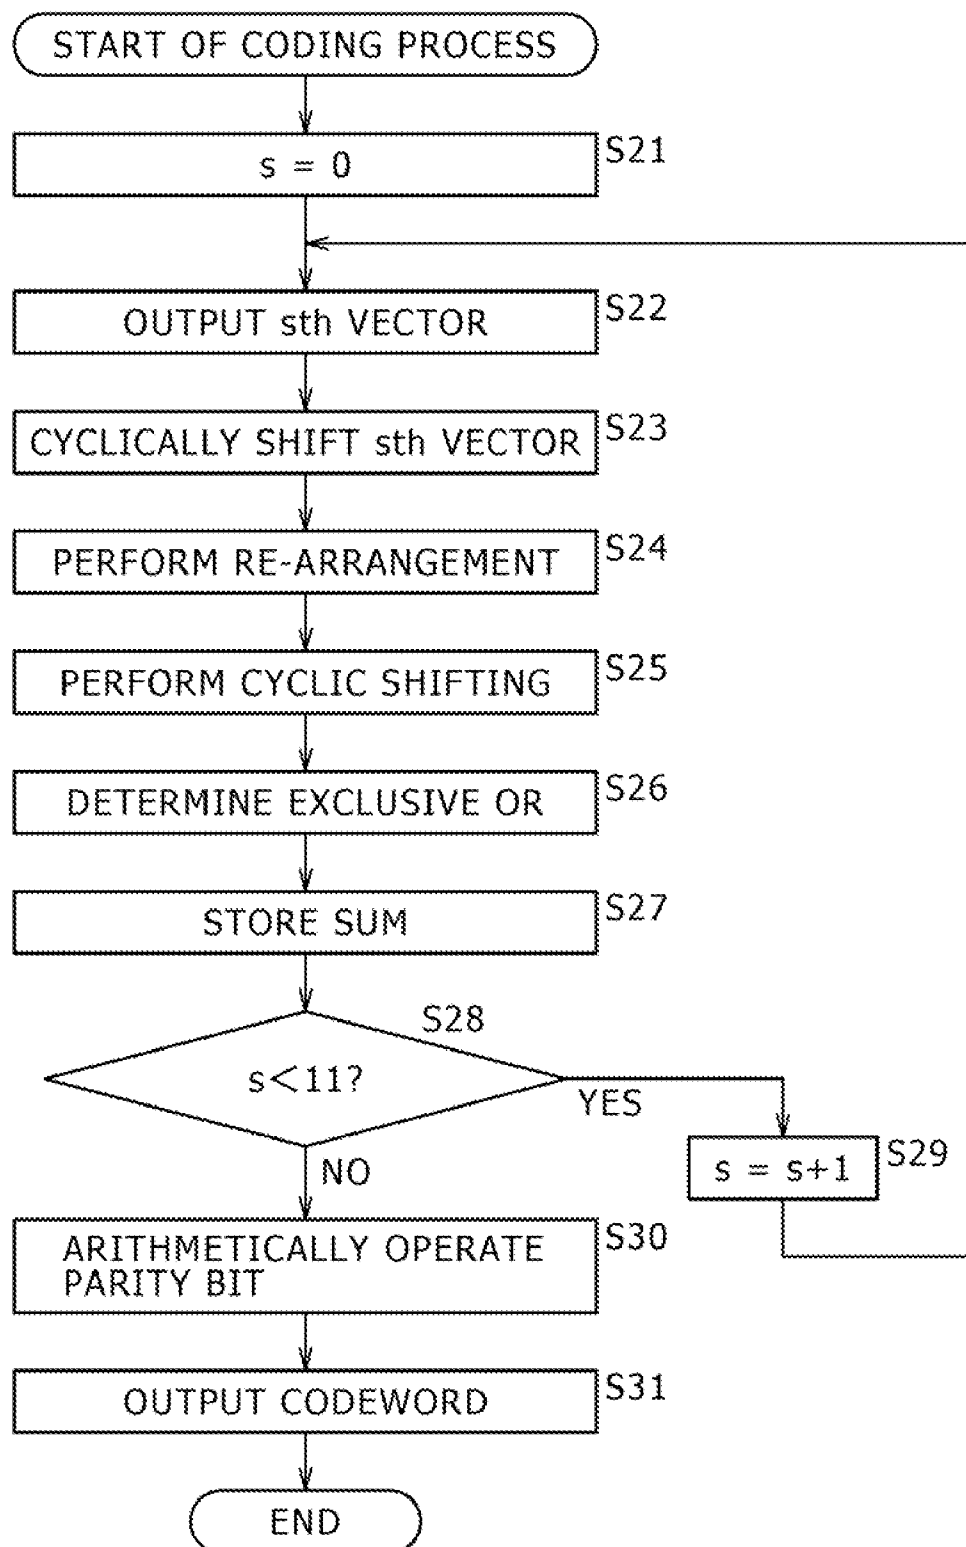 START OF CODING PROCESS
S21
s = 0
S22
OUTPUT sth VECTOR
S23
CYCLICALLY SHIFT sth VECTOR
S24
PERFORM RE-ARRANGEMENT
S25
PERFORM CYCLIC SHIFTING
S26
DETERMINE EXCLUSIVE OR
S27
STORE SUM
S28
s<11?
YES
NO
S29
s = s+1
S30
ARITHMETICALLY OPERATE
PARITY BIT
S31
OUTPUT CODEWORD
END